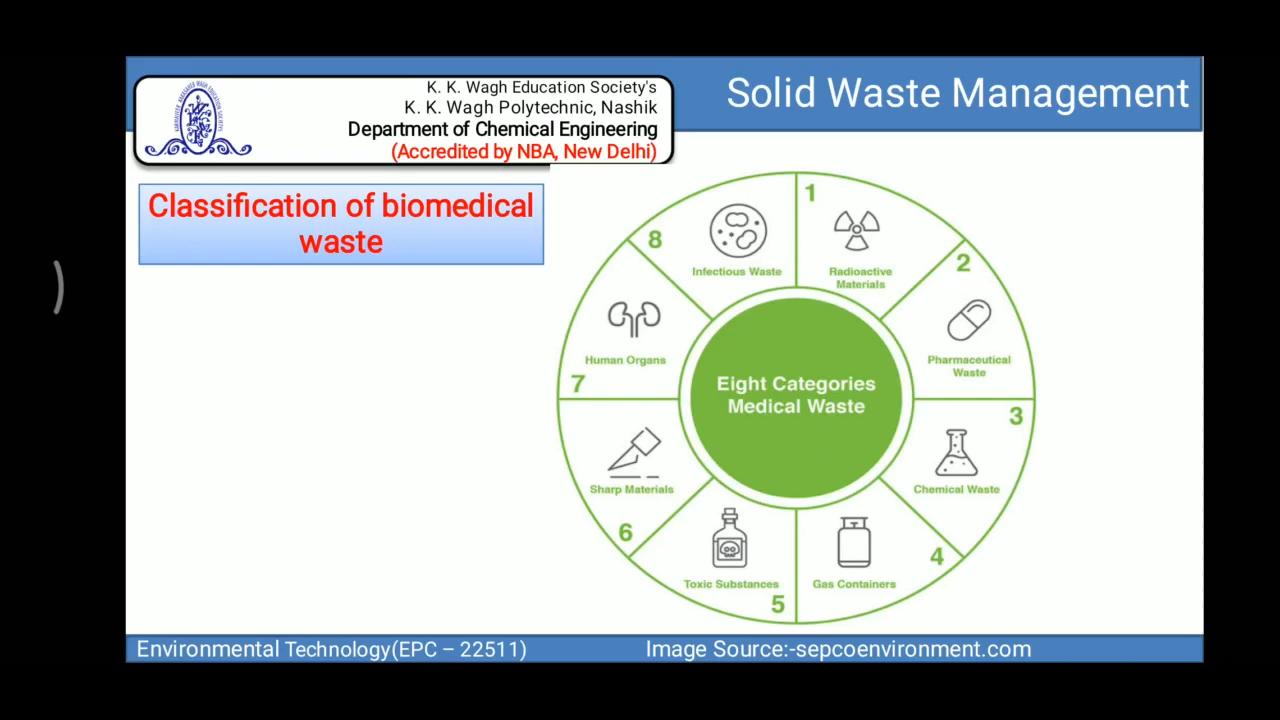 K. K. Wagh Education Society's
K. K. Wagh Polytechnic, Nashik
Department of Chemical Engineering
(Accredited by NBA, New Delhi)
Solid Waste Management
Classification of biomedical
waste
1
Radioactive
Materials
2
Pharmaceutical
Waste
3
Chemical Waste
4
Gas Containers
5
Toxic Substances
6
Sharp Materials
7
Human Organs
8
Infectious Waste
Eight Categories
Medical Waste
Environmental Technology(EPC – 22511)
Image Source:-sepcoenvironment.com